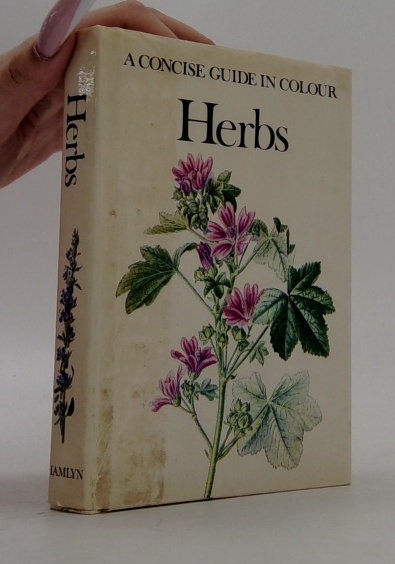 A CONCISE GUIDE IN COLOUR
Herbs
Herbs
HAMLYN